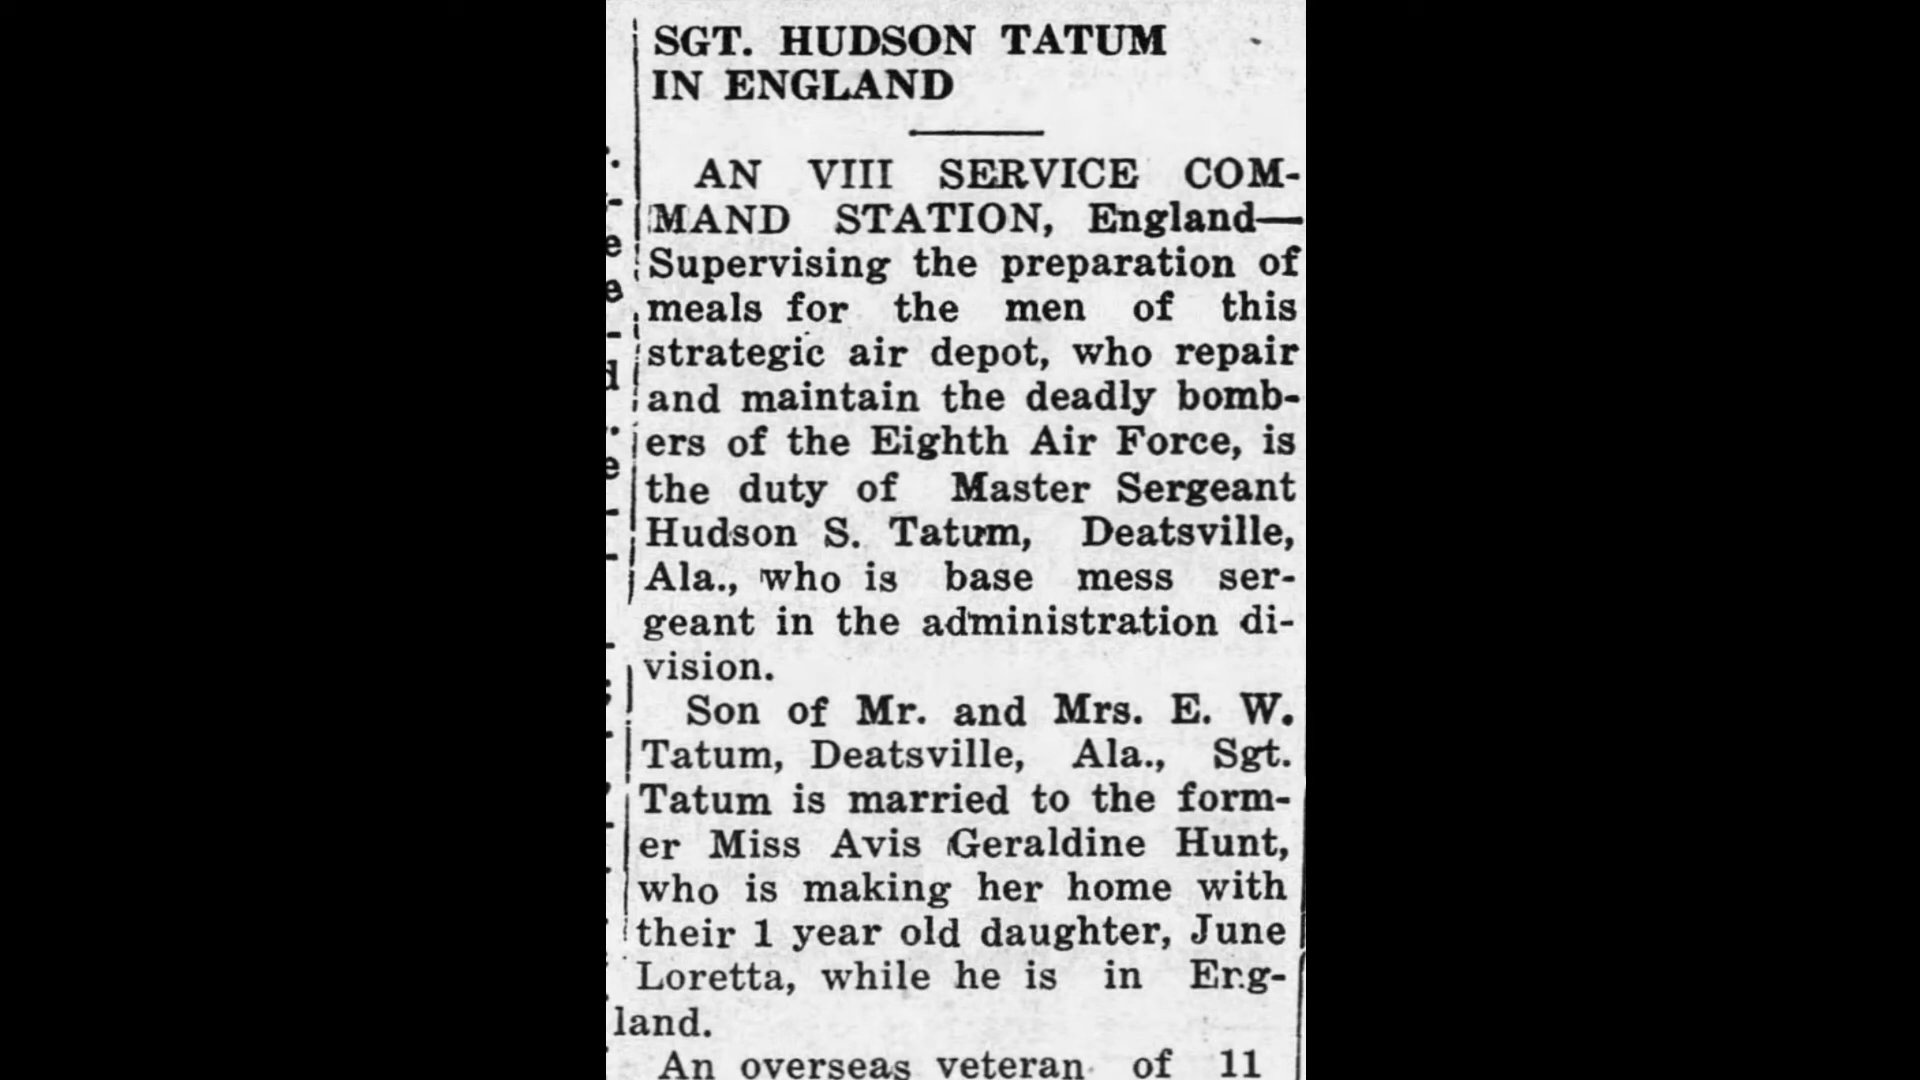 SGT. HUDSON TATUM
IN ENGLAND
AN VIII SERVICE COM-
MAND STATION, England—
Supervising the preparation of
meals for the men of this
strategic air depot, who repair
and maintain the deadly bomb-
ers of the Eighth Air Force, is
the duty of Master Sergeant
Hudson S. Tatum, Deatsville,
Ala., who is base mess ser-
geant in the administration di-
vision.
Son of Mr. and Mrs. E. W.
Tatum, Deatsville, Ala., Sgt.
Tatum is married to the form-
er Miss Avis Geraldine Hunt,
who is making her home with
their 1 year old daughter, June
Loretta, while he is in Eng-
land.
An overseas veteran of 11